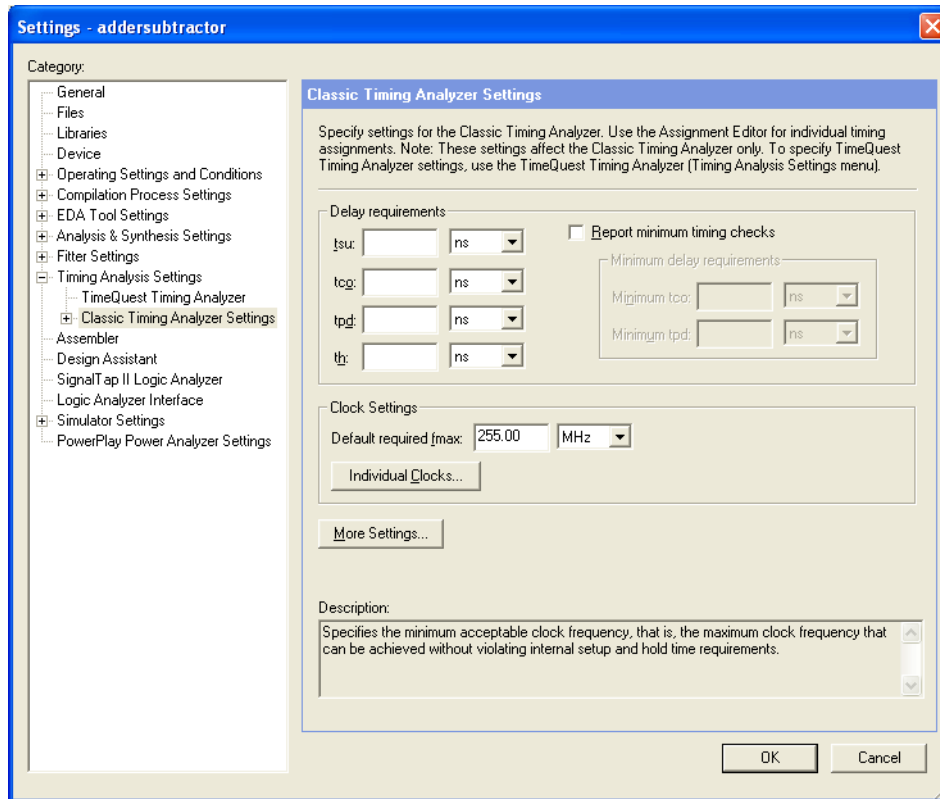 Settings - addersubtractor
Category:
General
Files
Libraries
Device
Operating Settings and Conditions
Compilation Process Settings
EDA Tool Settings
Analysis & Synthesis Settings
Fitter Settings
Timing Analysis Settings
TimeQuest Timing Analyzer
Classic Timing Analyzer Settings
Assembler
Design Assistant
SignalTap II Logic Analyzer
Logic Analyzer Interface
Simulator Settings
PowerPlay Power Analyzer Settings
Classic Timing Analyzer Settings
Specify settings for the Classic Timing Analyzer. Use the Assignment Editor for individual timing
assignments. Note: These settings affect the Classic Timing Analyzer only. To specify TimeQuest
Timing Analyzer settings, use the TimeQuest Timing Analyzer (Timing Analysis Settings menu).
Delay requirements
tsu: ns
tco: ns
tpd: ns
th: ns
Report minimum timing checks
Minimum delay requirements
Minimum tco: ns
Minimum tpd: ns
Clock Settings
Default required fmax: 255.00 MHz
Individual Clocks...
More Settings...
Description:
Specifies the minimum acceptable clock frequency, that is, the maximum clock frequency that
can be achieved without violating internal setup and hold time requirements.
OK Cancel